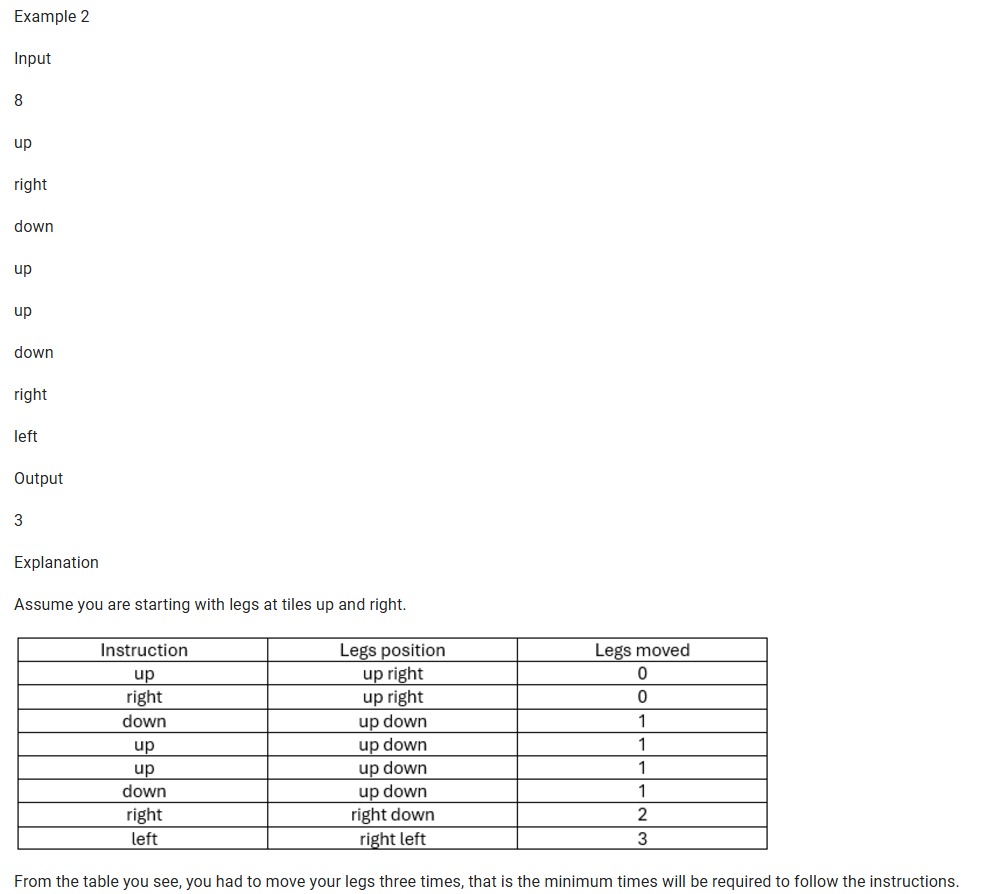 Example 2
Input
8
up
right
down
up
up
down
right
left
Output
3
Explanation
Assume you are starting with legs at tiles up and right.
Instruction Legs position Legs moved
up up right 0
right up right 0
down up down 1
up up down 1
up up down 1
down up down 1
right right down 2
left right left 3
From the table you see, you had to move your legs three times, that is the minimum times will be required to follow the instructions.